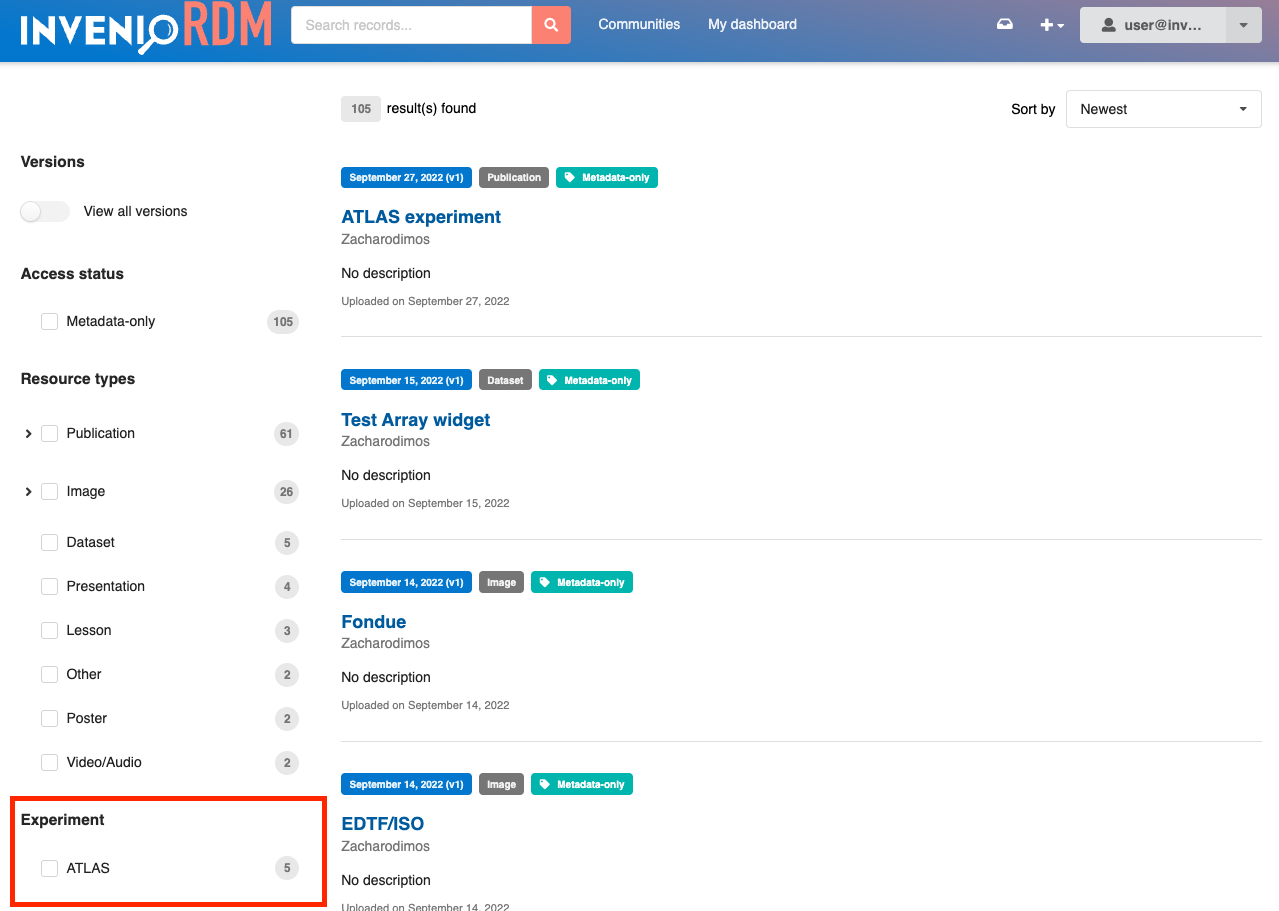 INVENIO RDM
Search records...
Communities
My dashboard
user@inv...
105 result(s) found
Sort by
Newest
Versions
View all versions
Access status
Metadata-only 105
Resource types
Publication 61
Image 26
Dataset 5
Presentation 4
Lesson 3
Other 2
Poster 2
Video/Audio 2
Experiment
ATLAS 5
September 27, 2022 (v1) Publication Metadata-only
ATLAS experiment
Zacharodimos
No description
Uploaded on September 27, 2022
September 15, 2022 (v1) Dataset Metadata-only
Test Array widget
Zacharodimos
No description
Uploaded on September 15, 2022
September 14, 2022 (v1) Image Metadata-only
Fondue
Zacharodimos
No description
Uploaded on September 14, 2022
September 14, 2022 (v1) Image Metadata-only
EDTF/ISO
Zacharodimos
No description
Uploaded on September 14, 2022